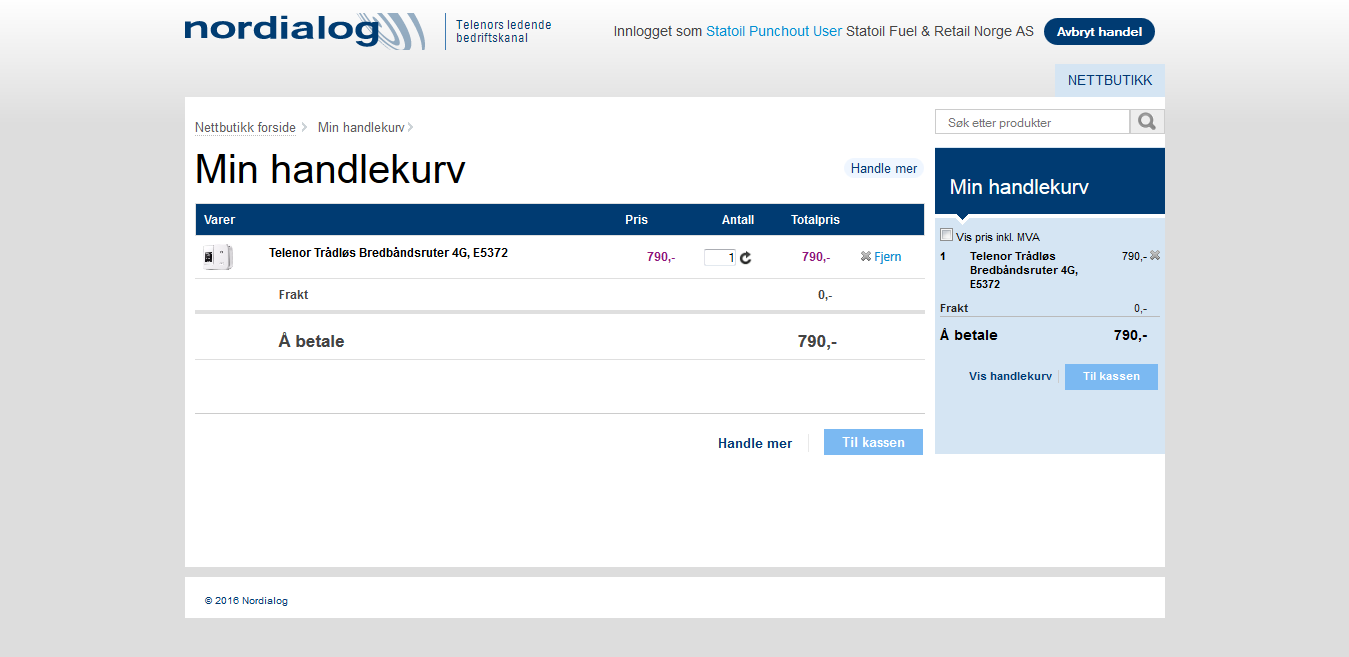 nordialog
Telenors ledende
bedriftskanal
Innlogget som Statoil Punchout User Statoil Fuel & Retail Norge AS
Avbryt handel
NETTBUTIKK
Nettbutikk forside
Min handlekurv
Min handlekurv
Handle mer
Varer Pris Antall Totalpris
Telenor Trådløs Bredbåndsruter 4G, E5372 790,- 1 790,- Fjern
Frakt 0,-
Å betale 790,-
Handle mer
Til kassen
Søk etter produkter
Min handlekurv
Vis pris inkl. MVA
1 Telenor Trådløs 790,-
Bredbåndsruter 4G,
E5372
Frakt 0,-
Å betale 790,-
Vis handlekurv Til kassen
© 2016 Nordialog